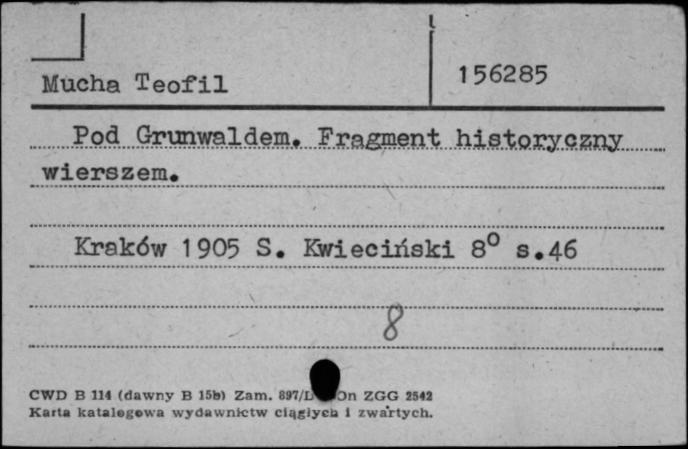 Mucha Teofil
156285
Pod Grunwaldem. Fragment historyczny
wierszem.
Kraków 1905 S. Kwieciński 8° s.46
8
CWD B 114 (dawny B 15b) Zam. 897/D On ZGG 2542
Karta katalogowa wydawnictw ciągłych i zwartych.